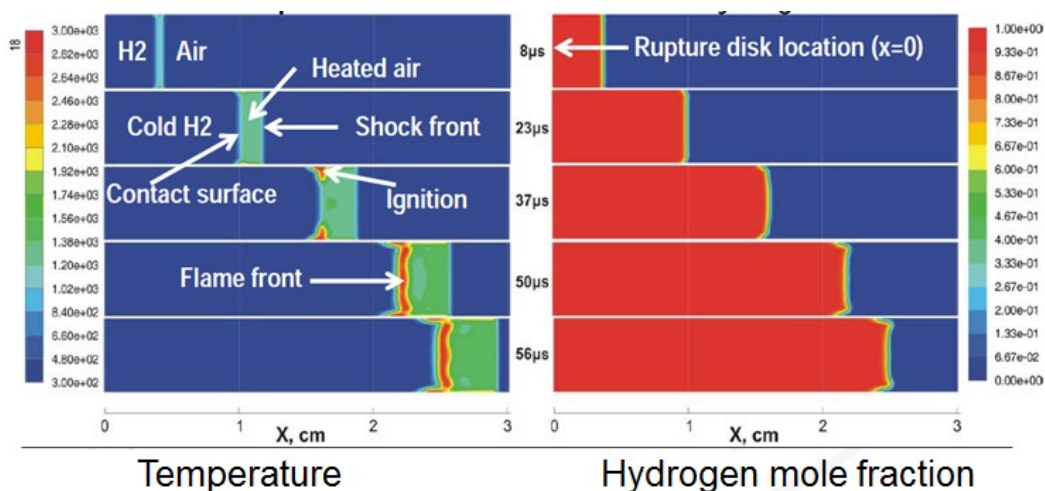 18
3.00e+03
2.82e+03
2.64e+03
2.46e+03
2.28e+03
2.10e+03
1.92e+03
1.74e+03
1.56e+03
1.38e+03
1.20e+03
1.02e+03
8.40e+02
6.60e+02
4.80e+02
3.00e+02
H2 Air
Heated air
Cold H2
Shock front
Contact surface
Ignition
Flame front
0 1 2 3
X, cm
Temperature
8µs
23µs
37µs
50µs
56µs
Rupture disk location (x=0)
0 1 2 3
X, cm
Hydrogen mole fraction
1.00e+00
9.33e-01
8.67e-01
8.00e-01
7.33e-01
6.67e-01
6.00e-01
5.33e-01
4.67e-01
4.00e-01
3.33e-01
2.67e-01
2.00e-01
1.33e-01
6.67e-02
0.00e+00